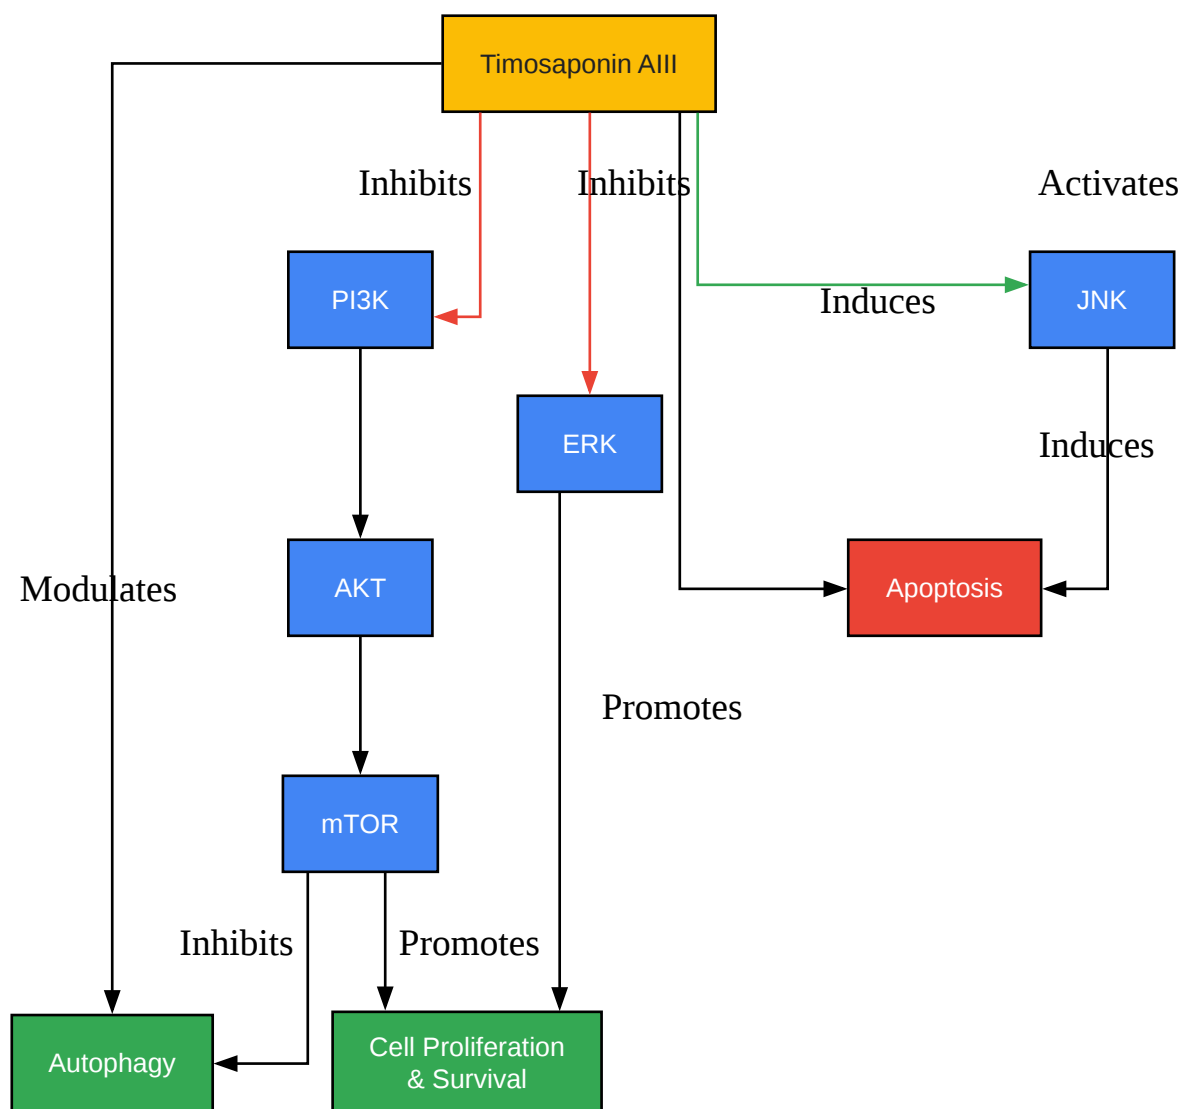 Timosaponin AIII
Inhibits
Inhibits
Activates
PI3K
Induces
JNK
ERK
Induces
Modulates
AKT
Apoptosis
Promotes
mTOR
Inhibits
Promotes
Autophagy
Cell Proliferation
& Survival